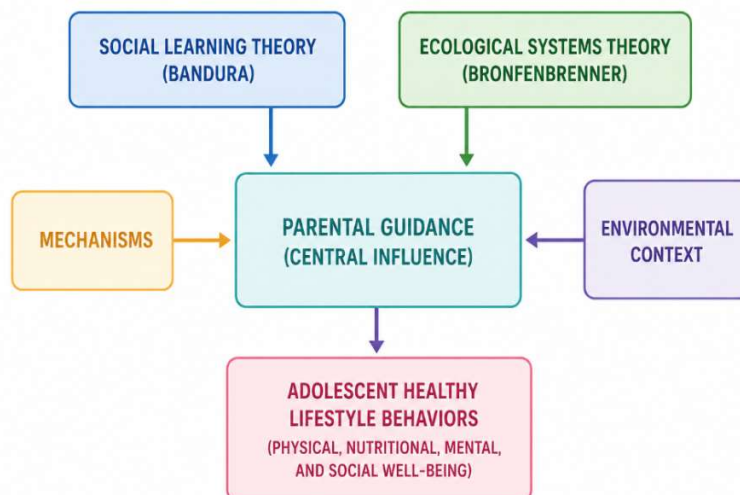 SOCIAL LEARNING THEORY
(BANDURA)
ECOLOGICAL SYSTEMS THEORY
(BRONFENBRENNER)
MECHANISMS
PARENTAL GUIDANCE
(CENTRAL INFLUENCE)
ENVIRONMENTAL
CONTEXT
ADOLESCENT HEALTHY
LIFESTYLE BEHAVIORS
(PHYSICAL, NUTRITIONAL, MENTAL,
AND SOCIAL WELL-BEING)